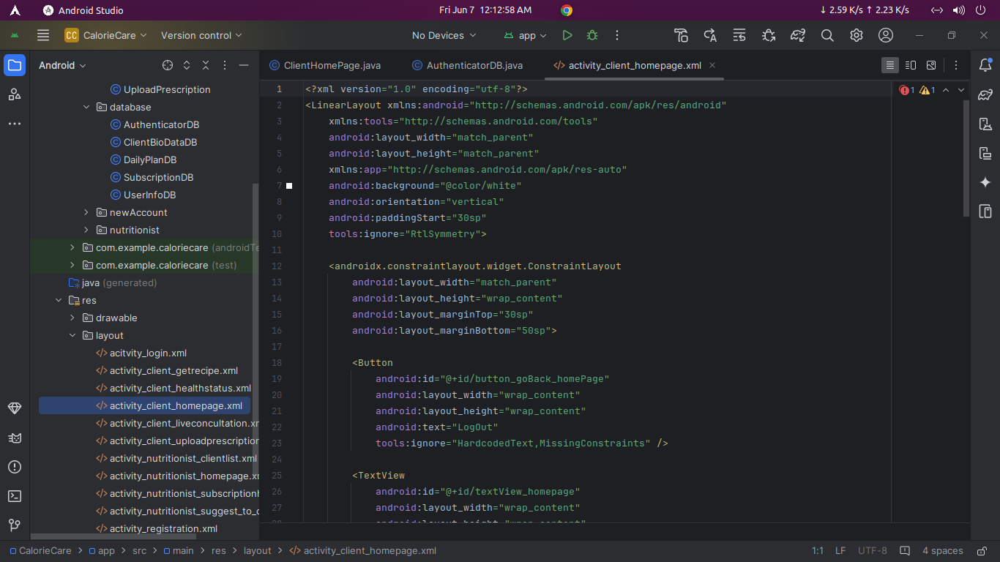 Android Studio
Fri Jun 7 12:12:58 AM
↓ 2.59 K/s ↑ 2.23 K/s
CC CalorieCare
Version control
No Devices
app
Android
ClientHomePage.java
AuthenticatorDB.java
activity_client_homepage.xml
UploadPrescription
database
AuthenticatorDB
ClientBioDataDB
DailyPlanDB
SubscriptionDB
UserInfoDB
newAccount
nutritionist
com.example.caloriecare (androidTe
com.example.caloriecare (test)
java (generated)
res
drawable
layout
acitvity_login.xml
activity_client_getrecipe.xml
activity_client_healthstatus.xml
activity_client_homepage.xml
activity_client_liveconcultation.xm
activity_client_uploadprescription
activity_nutritionist_clientlist.xml
activity_nutritionist_homepage.xm
activity_nutritionist_subscription
activity_nutritionist_suggest_to_c
activity_registration.xml
1 <?xml version="1.0" encoding="utf-8"?>
2 <LinearLayout xmlns:android="http://schemas.android.com/apk/res/android"
3 xmlns:tools="http://schemas.android.com/tools"
4 android:layout_width="match_parent"
5 android:layout_height="match_parent"
6 xmlns:app="http://schemas.android.com/apk/res-auto"
7 android:background="@color/white"
8 android:orientation="vertical"
9 android:paddingStart="30sp"
10 tools:ignore="RtlSymmetry">
11
12 <androidx.constraintlayout.widget.ConstraintLayout
13 android:layout_width="match_parent"
14 android:layout_height="wrap_content"
15 android:layout_marginTop="30sp"
16 android:layout_marginBottom="50sp">
17
18 <Button
19 android:id="@+id/button_goBack_homePage"
20 android:layout_width="wrap_content"
21 android:layout_height="wrap_content"
22 android:text="LogOut"
23 tools:ignore="HardcodedText,MissingConstraints" />
24
25 <TextView
26 android:id="@+id/textView_homepage"
27 android:layout_width="wrap_content"
28 android:layout_height="wrap_content"
1 1
CalorieCare > app > src > main > res > layout > activity_client_homepage.xml
1:1 LF UTF-8 4 spaces